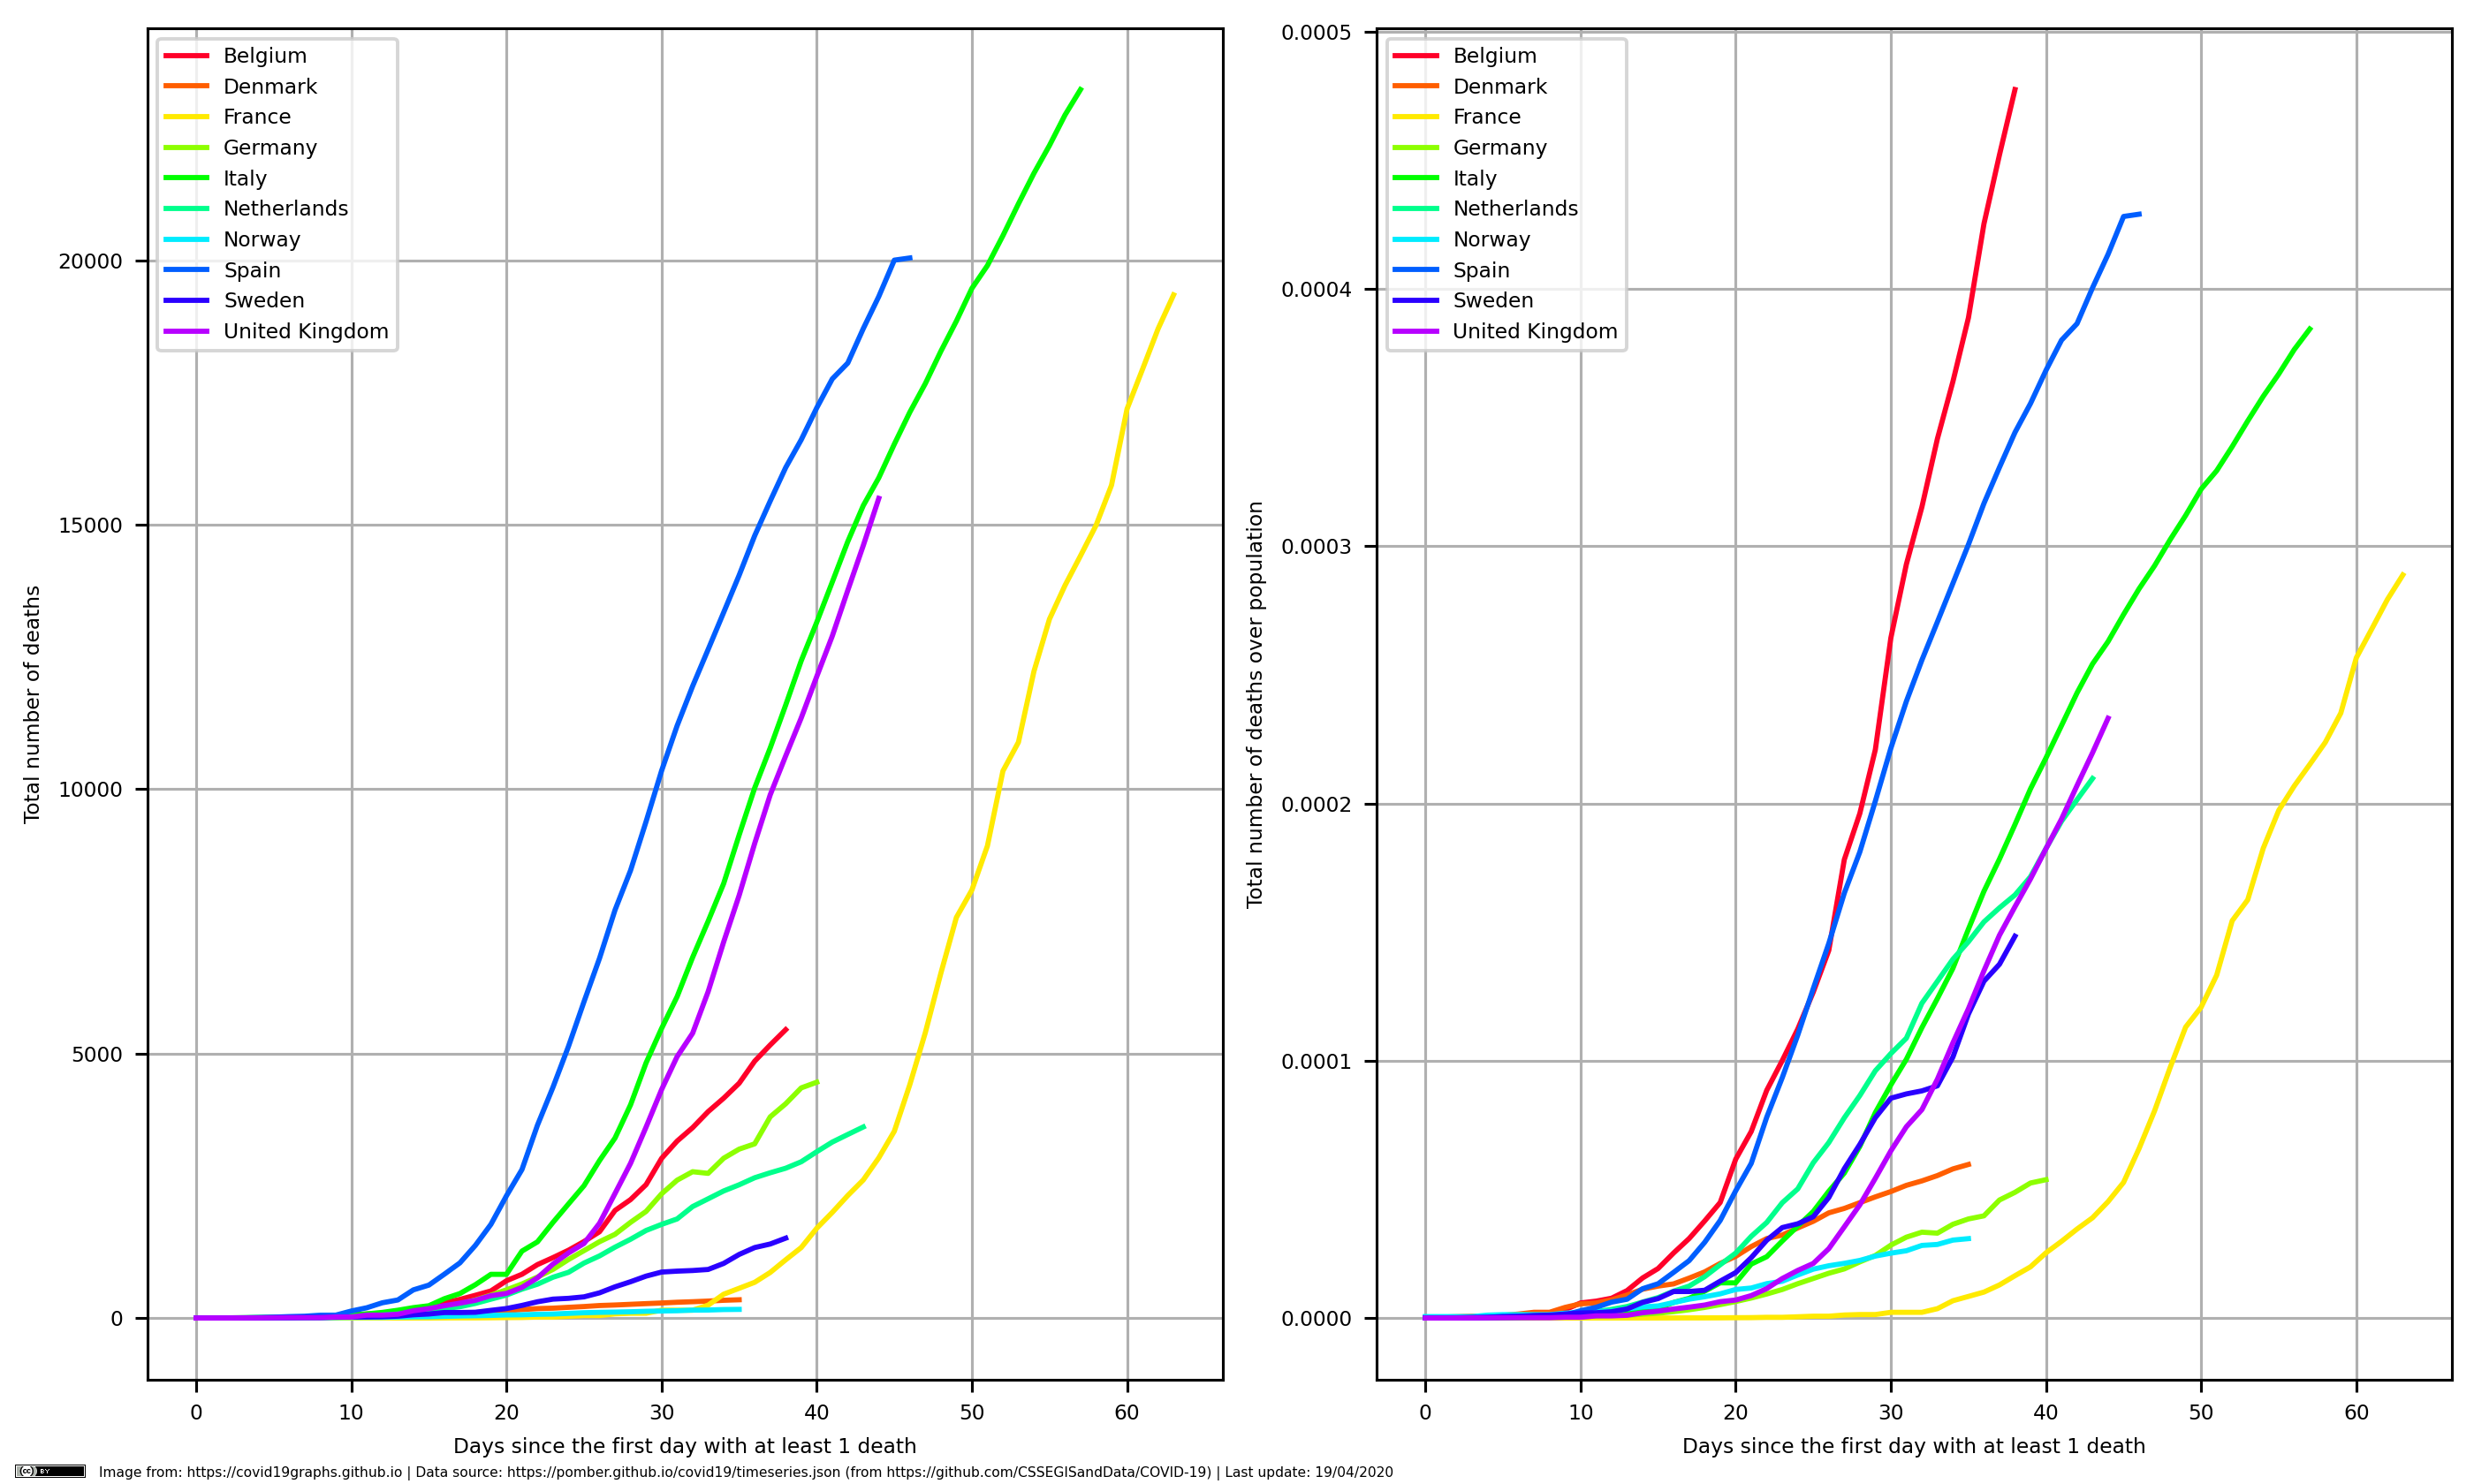 Belgium
Denmark
France
Germany
Italy
Netherlands
Norway
Spain
Sweden
United Kingdom
20000
15000
10000
5000
0
Total number of deaths
0 10 20 30 40 50 60
Days since the first day with at least 1 death
Belgium
Denmark
France
Germany
Italy
Netherlands
Norway
Spain
Sweden
United Kingdom
0.0005
0.0004
0.0003
0.0002
0.0001
0.0000
Total number of deaths over population
0 10 20 30 40 50 60
Days since the first day with at least 1 death
cc BY
Image from: https://covid19graphs.github.io | Data source: https://pomber.github.io/covid19/timeseries.json (from https://github.com/CSSEGISandData/COVID-19) | Last update: 19/04/2020